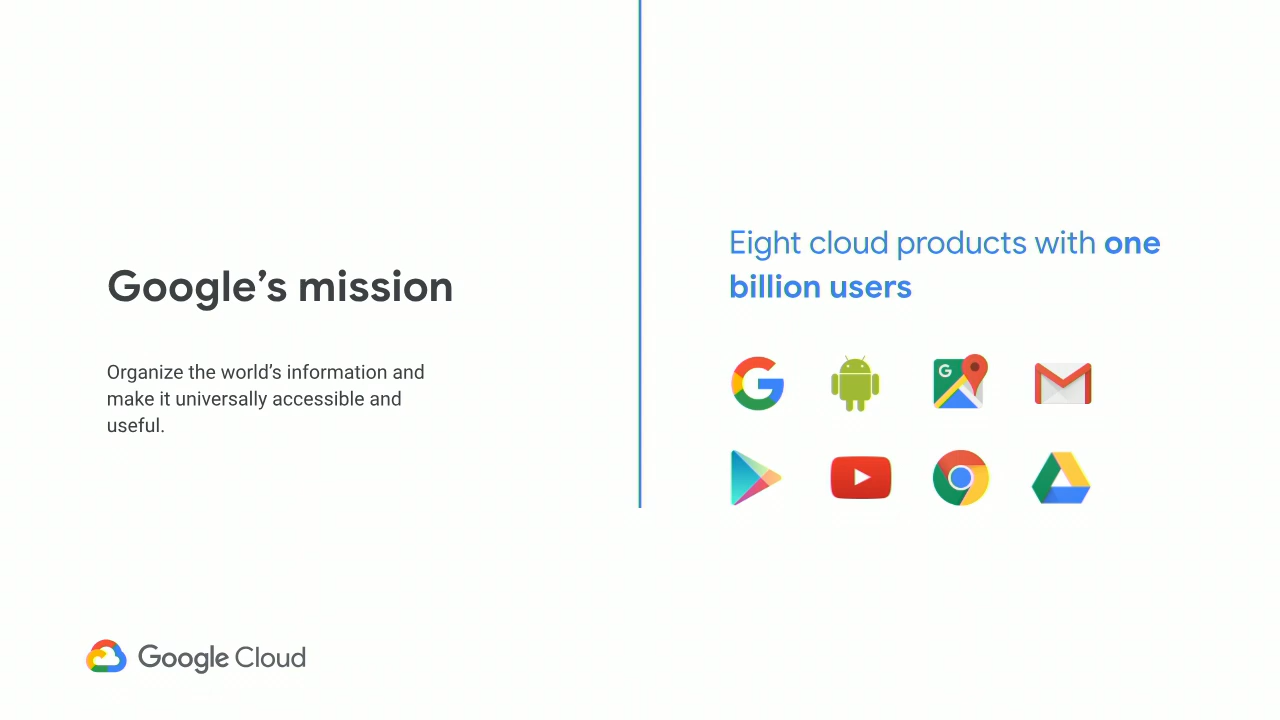 Google’s mission
Organize the world’s information and
make it universally accessible and
useful.
Eight cloud products with one
billion users
Google Cloud